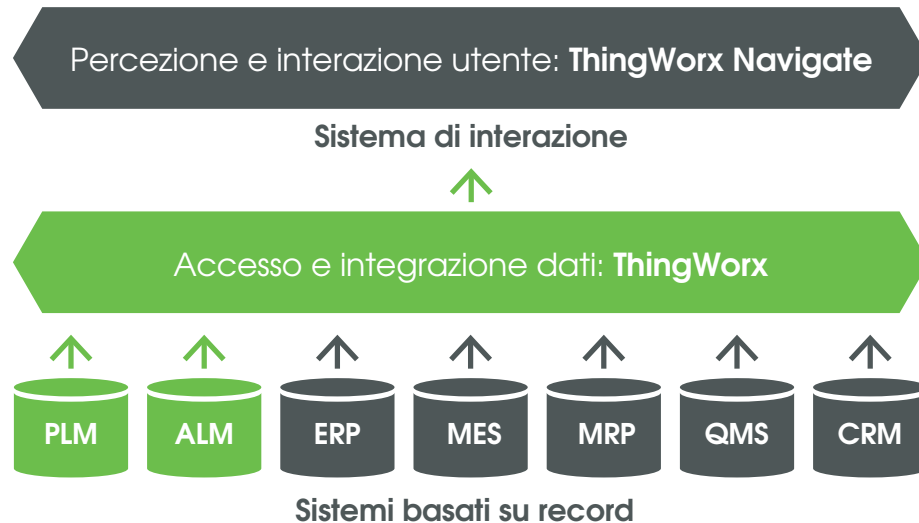 Percezione e interazione utente: ThingWorx Navigate
Sistema di interazione
Accesso e integrazione dati: ThingWorx
PLM ALM ERP MES MRP QMS CRM
Sistemi basati su record